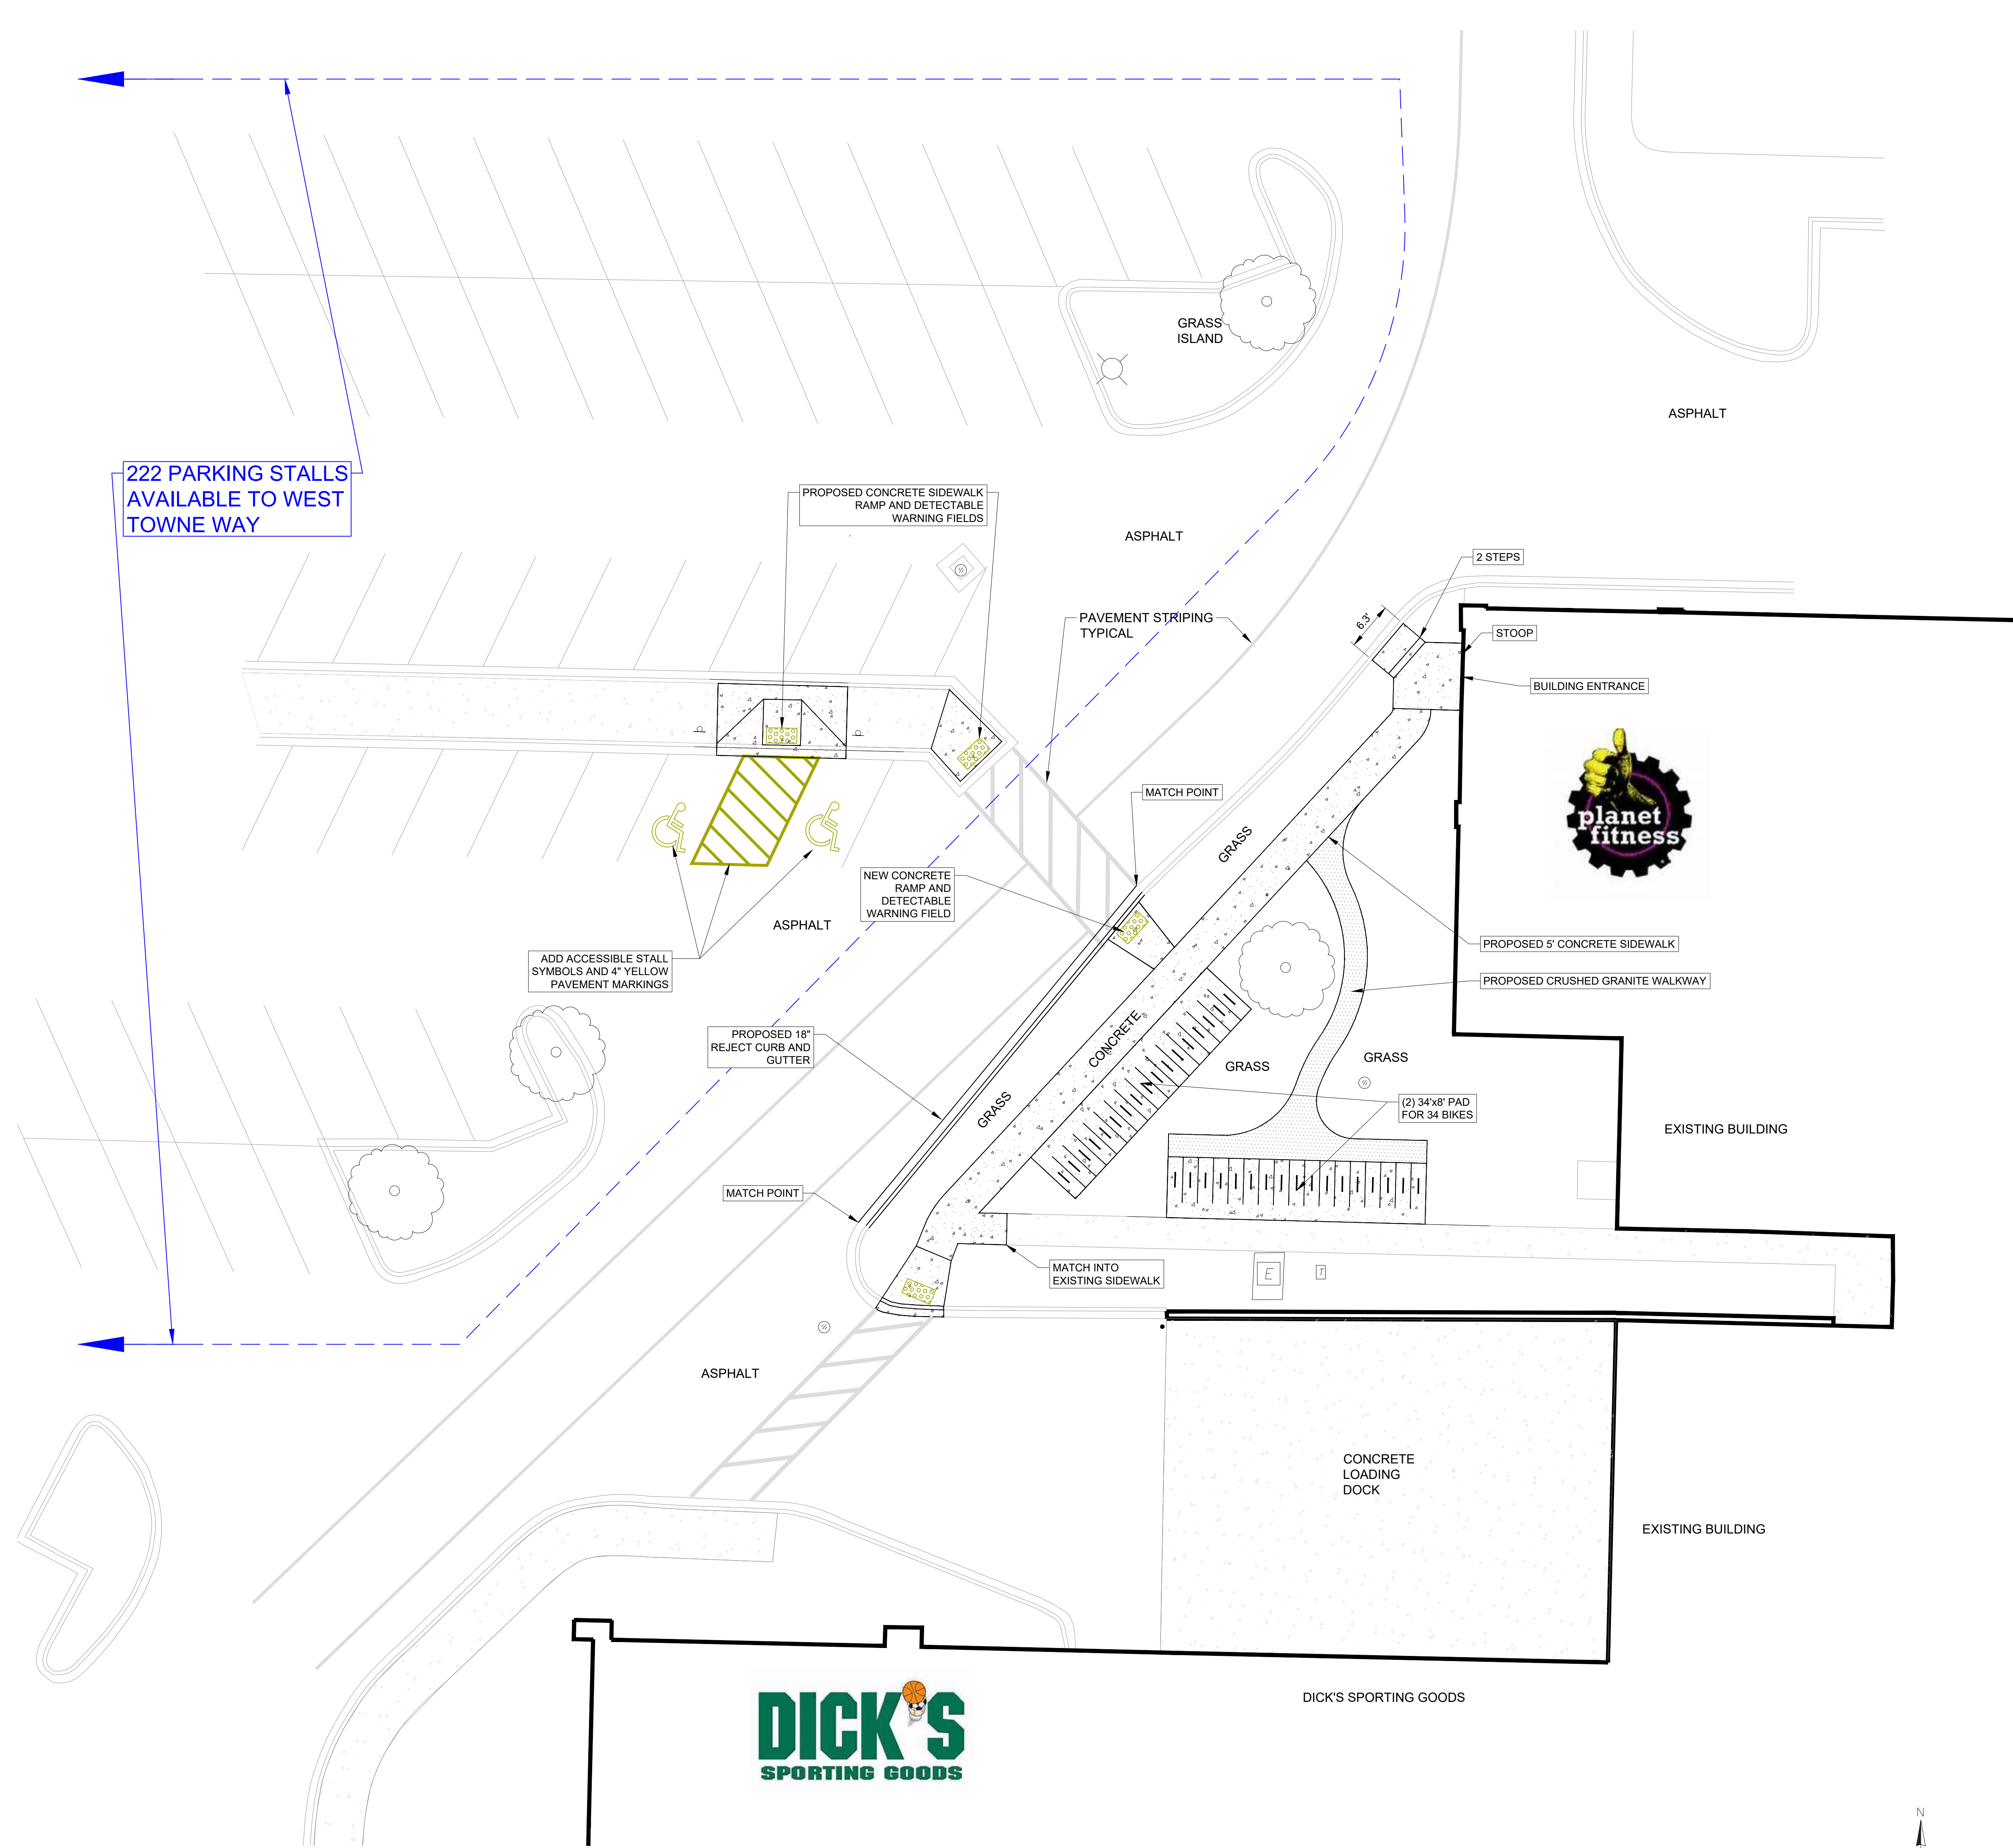 GRASS
ISLAND
ASPHALT
222 PARKING STALLS
AVAILABLE TO WEST
TOWNE WAY
PROPOSED CONCRETE SIDEWALK
RAMP AND DETECTABLE
WARNING FIELDS
ASPHALT
2 STEPS
PAVEMENT STRIPING
TYPICAL
6.3'
STOOP
BUILDING ENTRANCE
MATCH POINT
planet
fitness
GRASS
NEW CONCRETE
RAMP AND
DETECTABLE
WARNING FIELD
ASPHALT
PROPOSED 5' CONCRETE SIDEWALK
ADD ACCESSIBLE STALL
SYMBOLS AND 4" YELLOW
PAVEMENT MARKINGS
PROPOSED CRUSHED GRANITE WALKWAY
PROPOSED 18"
REJECT CURB AND
GUTTER
CONCRETE
GRASS
GRASS
GRASS
(2) 34'x8' PAD
FOR 34 BIKES
EXISTING BUILDING
MATCH POINT
MATCH INTO
EXISTING SIDEWALK
E
T
ASPHALT
CONCRETE
LOADING
DOCK
EXISTING BUILDING
DICK'S
SPORTING GOODS
DICK'S SPORTING GOODS
N